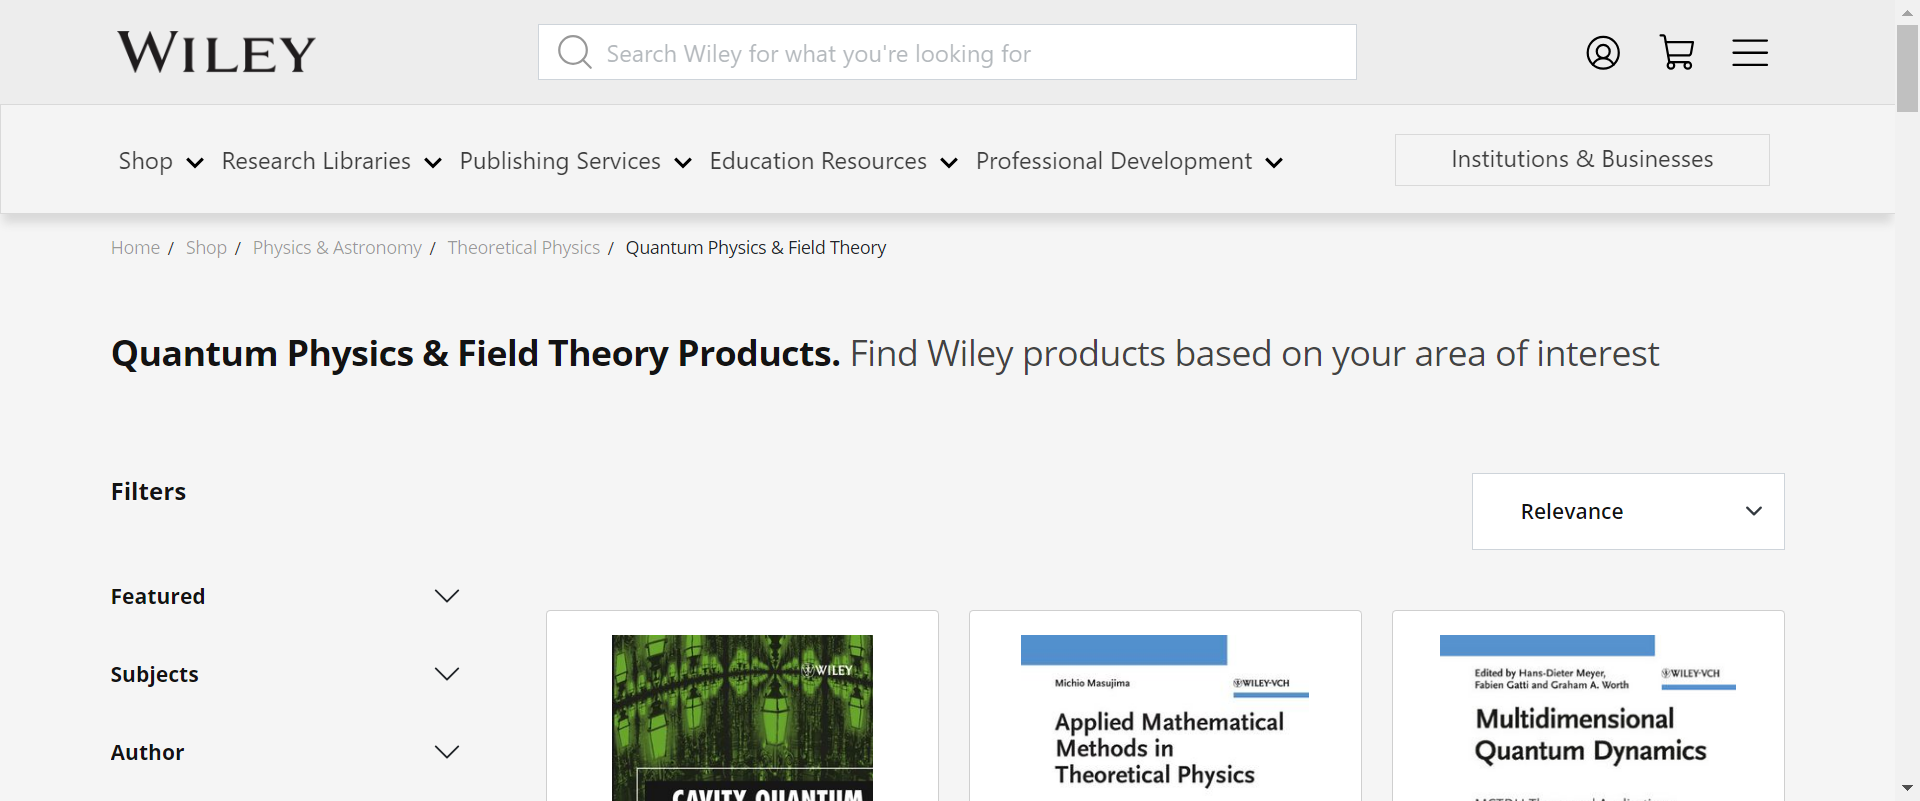 WILEY
Search Wiley for what you're looking for
Shop Research Libraries Publishing Services Education Resources Professional Development
Institutions & Businesses
Home / Shop / Physics & Astronomy / Theoretical Physics / Quantum Physics & Field Theory
Quantum Physics & Field Theory Products. Find Wiley products based on your area of interest
Filters
Relevance
Featured
Subjects
Author
WILEY
CAVITY QUANTUM
Michio Masujima
WILEY-VCH
Applied Mathematical
Methods in
Theoretical Physics
Edited by Hans-Dieter Meyer,
Fabien Gatti and Graham A. Worth
WILEY-VCH
Multidimensional
Quantum Dynamics